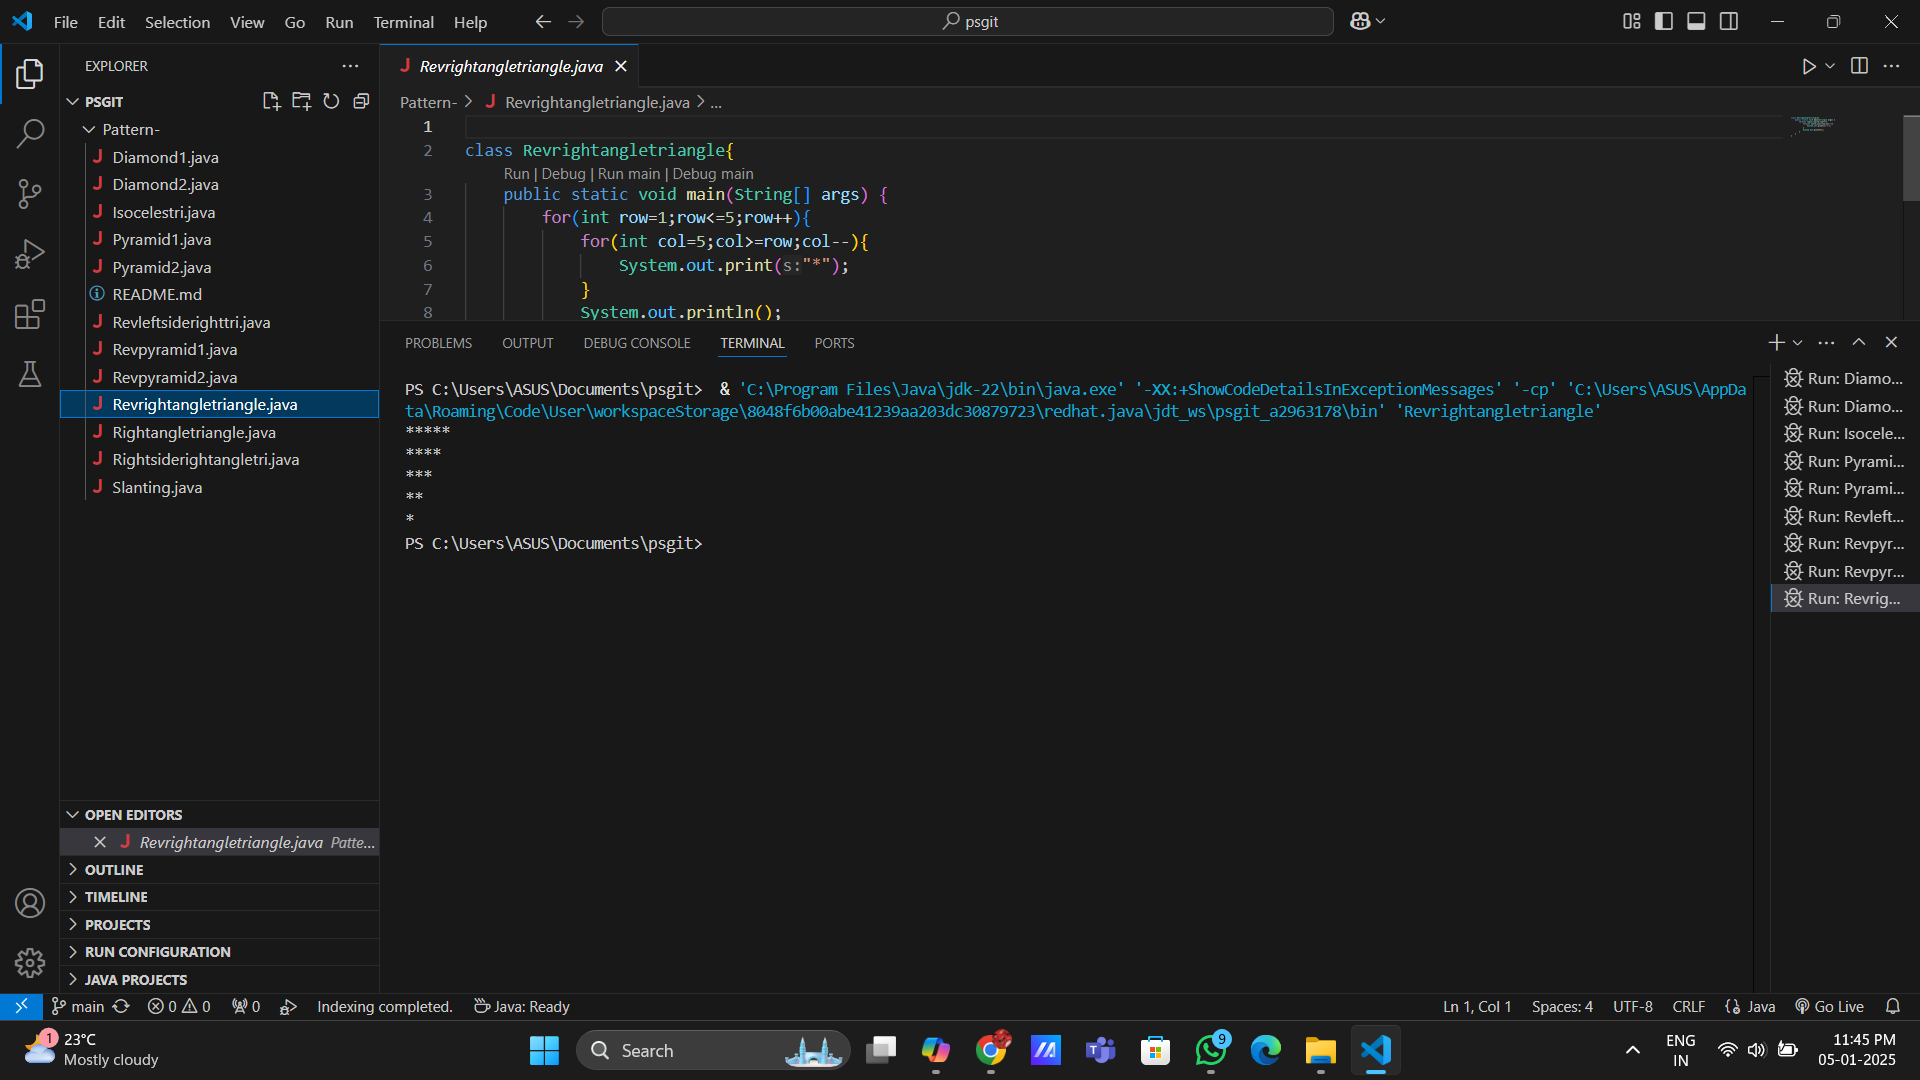 File Edit Selection View Go Run Terminal Help
psgit
EXPLORER
PSGIT
Pattern-
Diamond1.java
Diamond2.java
Isocelestri.java
Pyramid1.java
Pyramid2.java
README.md
Revleftsiderighttri.java
Revpyramid1.java
Revpyramid2.java
Revrightangletriangle.java
Rightangletriangle.java
Rightsiderightangletri.java
Slanting.java
OPEN EDITORS
Revrightangletriangle.java Patte...
OUTLINE
TIMELINE
PROJECTS
RUN CONFIGURATION
JAVA PROJECTS
Revrightangletriangle.java
Pattern- > Revrightangletriangle.java > ...
1
2 class Revrightangletriangle{
Run | Debug | Run main | Debug main
3 public static void main(String[] args) {
4 for(int row=1;row<=5;row++){
5 for(int col=5;col>=row;col--){
6 System.out.print(s:"*");
7 }
8 System.out.println();
PROBLEMS OUTPUT DEBUG CONSOLE TERMINAL PORTS
PS C:\Users\ASUS\Documents\psgit> & 'C:\Program Files\Java\jdk-22\bin\java.exe' '-XX:+ShowCodeDetailsInExceptionMessages' '-cp' 'C:\Users\ASUS\AppDa
ta\Roaming\Code\User\workspaceStorage\8048f6b00abe41239aa203dc30879723\redhat.java\jdt_ws\psgit_a2963178\bin' 'Revrightangletriangle'
*****
****
***
**
*
PS C:\Users\ASUS\Documents\psgit>
Run: Diamo...
Run: Diamo...
Run: Isocele...
Run: Pyrami...
Run: Pyrami...
Run: Revleft...
Run: Revpyr...
Run: Revpyr...
Run: Revrig...
main 0 0 0 Indexing completed. Java: Ready
Ln 1, Col 1 Spaces: 4 UTF-8 CRLF Java Go Live
1
23°C
Mostly cloudy
Search
9
ENG
IN
11:45 PM
05-01-2025